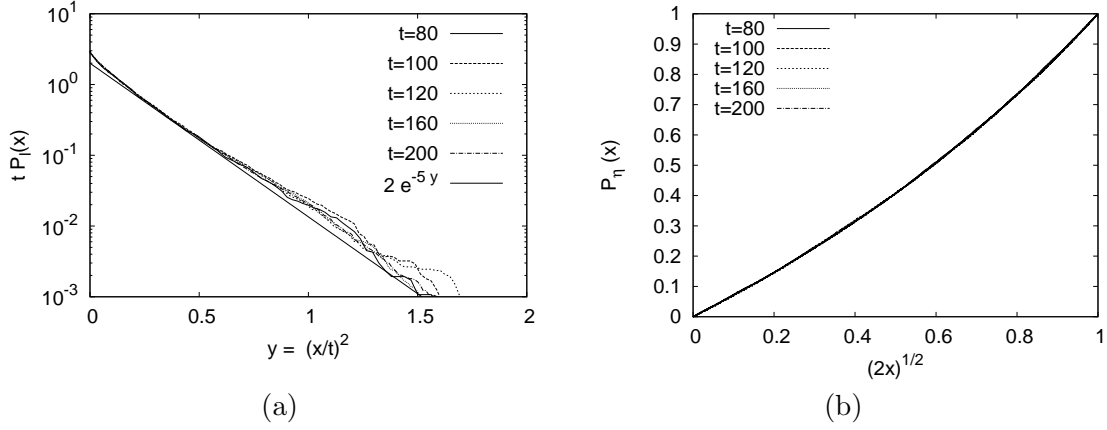 10^1
10^0
10^-1
10^-2
10^-3
t P_l(x)
0 0.5 1 1.5 2
y = (x/t)^2
t=80
t=100
t=120
t=160
t=200
2 e^-5 y
(a)
1
0.9
0.8
0.7
0.6
0.5
0.4
0.3
0.2
0.1
0
P_η (x)
0 0.2 0.4 0.6 0.8 1
(2x)^1/2
t=80
t=100
t=120
t=160
t=200
(b)